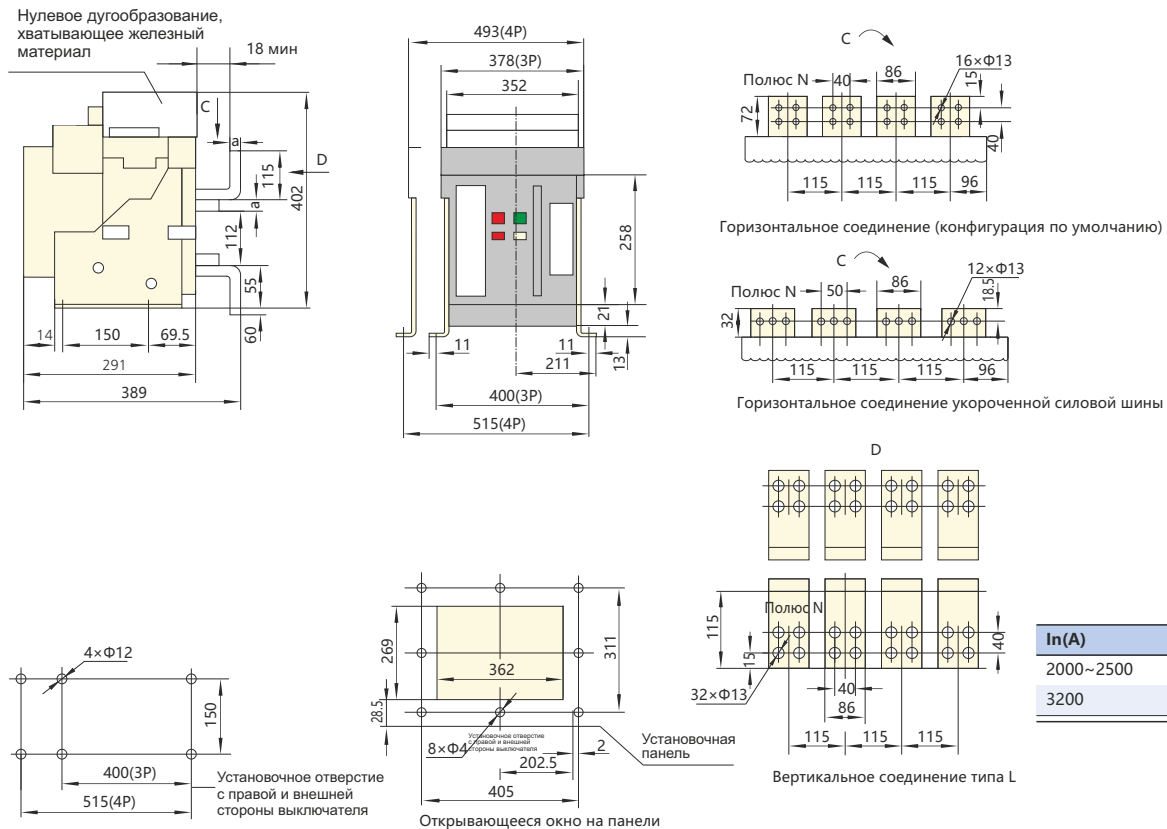 Нулевое дугообразование,
хватывающее железный
материал
18 мин
C
a
D
115
402
a
112
55
60
14
150
69.5
291
389
493(4P)
378(3P)
352
258
21
13
11
11
211
400(3P)
515(4P)
C
Полюс N
40
86
16×Φ13
15
72
40
115
115
115
96
Горизонтальное соединение (конфигурация по умолчанию)
C
Полюс N
50
86
12×Φ13
18.5
32
115
115
115
96
Горизонтальное соединение укороченной силовой шины
D
Полюс N
115
15
40
32×Φ13
40
86
115
115
115
Вертикальное соединение типа L
In(A)
2000~2500
3200
4×Φ12
150
400(3P)
515(4P)
Установочное отверстие
с правой и внешней
стороны выключателя
269
362
311
28.5
Установочное отверстие
с правой и внешней
стороны выключателя
8×Φ4
2
202.5
405
Установочная
панель
Открывающееся окно на панели